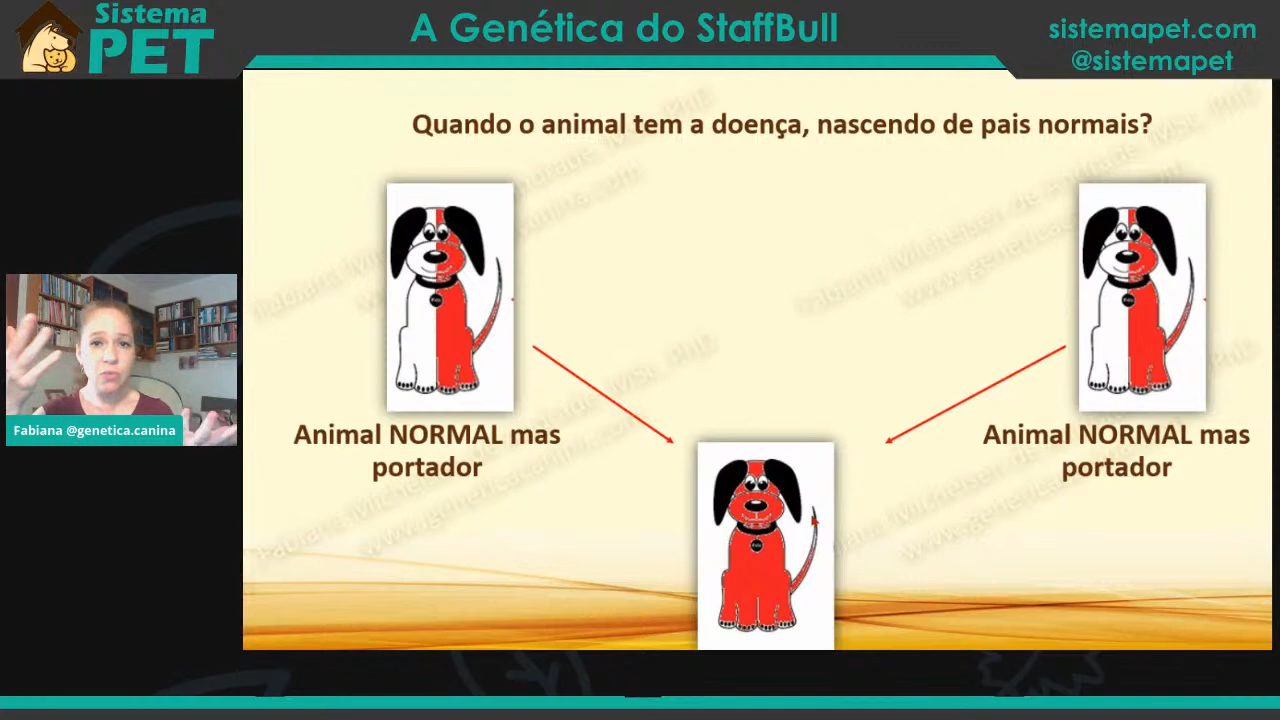 Sistema
PET
A Genética do StaffBull
sistemapet.com
@sistemapet
Quando o animal tem a doença, nascendo de pais normais?
Fabiana @genetica.canina
Animal NORMAL mas
portador
Animal NORMAL mas
portador